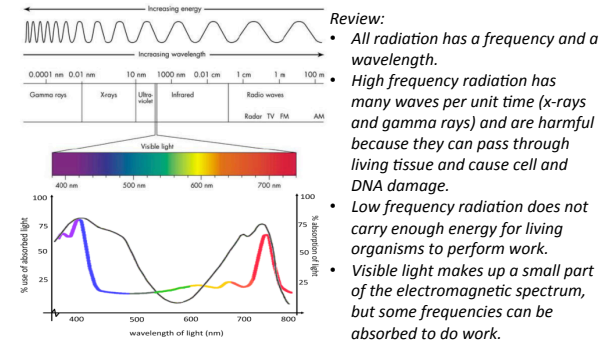 Increasing energy
Increasing wavelength
0.0001 nm 0.01 nm 10 nm 1000 nm 0.01 cm 1 cm 1 m 100 m
Gamma rays X-rays Ultra-violet Infrared Radio waves
Radar TV FM AM
Visible light
400 nm 500 nm 600 nm 700 nm
% use of absorbed light
100
75
50
25
100
75
50
25
% absorption of light
400 500 600 700 800
wavelength of light (nm)
Review:
• All radiation has a frequency and a
wavelength.
• High frequency radiation has
many waves per unit time (x-rays
and gamma rays) and are harmful
because they can pass through
living tissue and cause cell and
DNA damage.
• Low frequency radiation does not
carry enough energy for living
organisms to perform work.
• Visible light makes up a small part
of the electromagnetic spectrum,
but some frequencies can be
absorbed to do work.